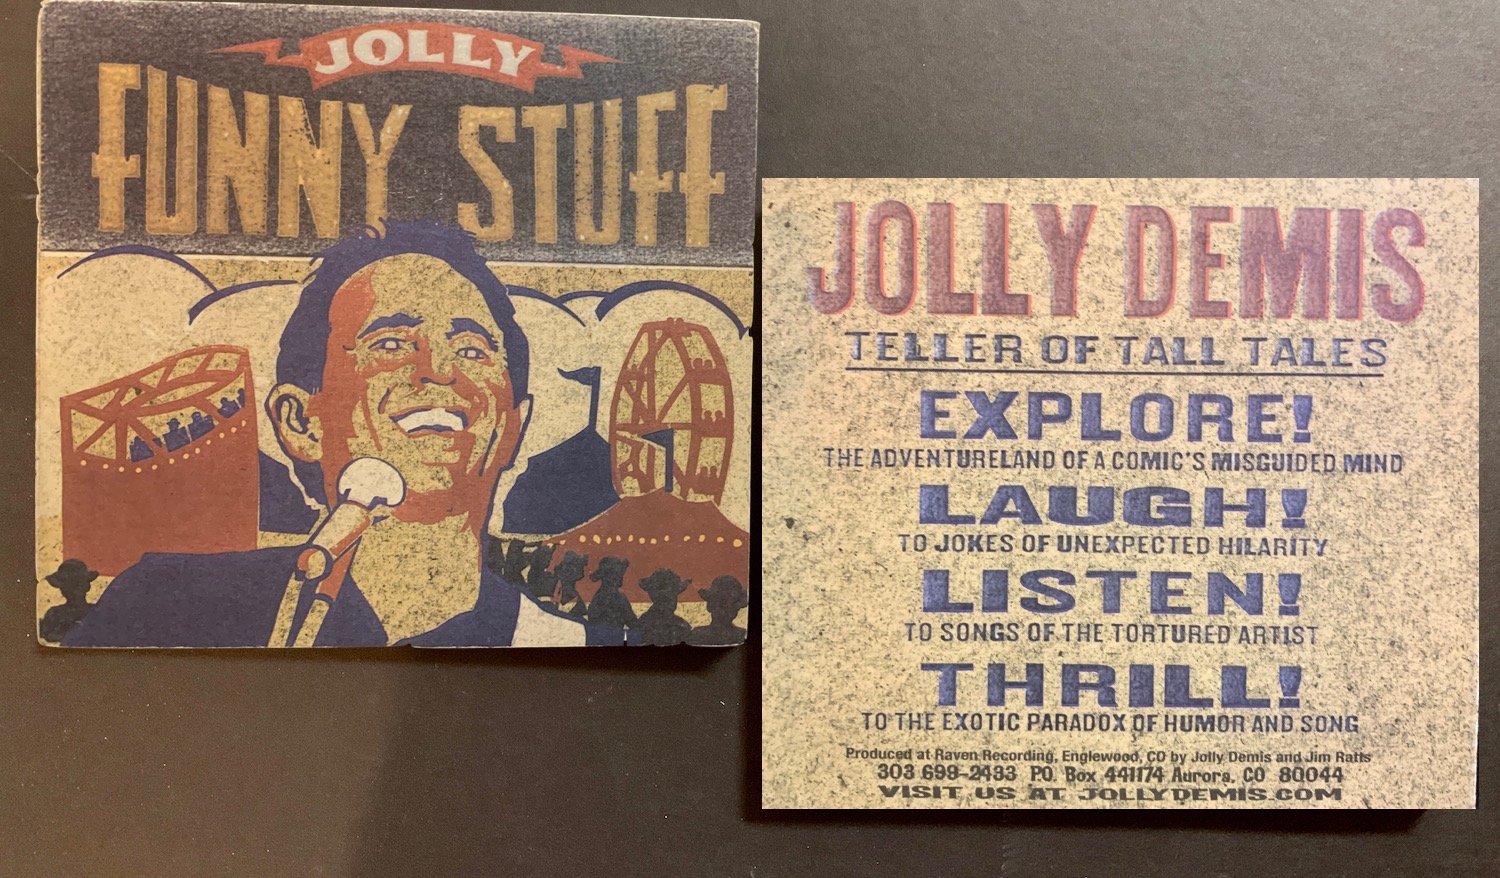 JOLLY
FUNNY STUFF
JOLLY DEMIS
TELLER OF TALL TALES
EXPLORE!
THE ADVENTURELAND OF A COMIC'S MISGUIDED MIND
LAUGH!
TO JOKES OF UNEXPECTED HILARITY
LISTEN!
TO SONGS OF THE TORTURED ARTIST
THRILL!
TO THE EXOTIC PARADOX OF HUMOR AND SONG
Produced at Raven Recording, Englewood, CO by Jolly Demis and Jim Ratts
303 699-2433 P.O. Box 441174 Aurora, CO 80044
VISIT US AT JOLLYDEMIS.COM